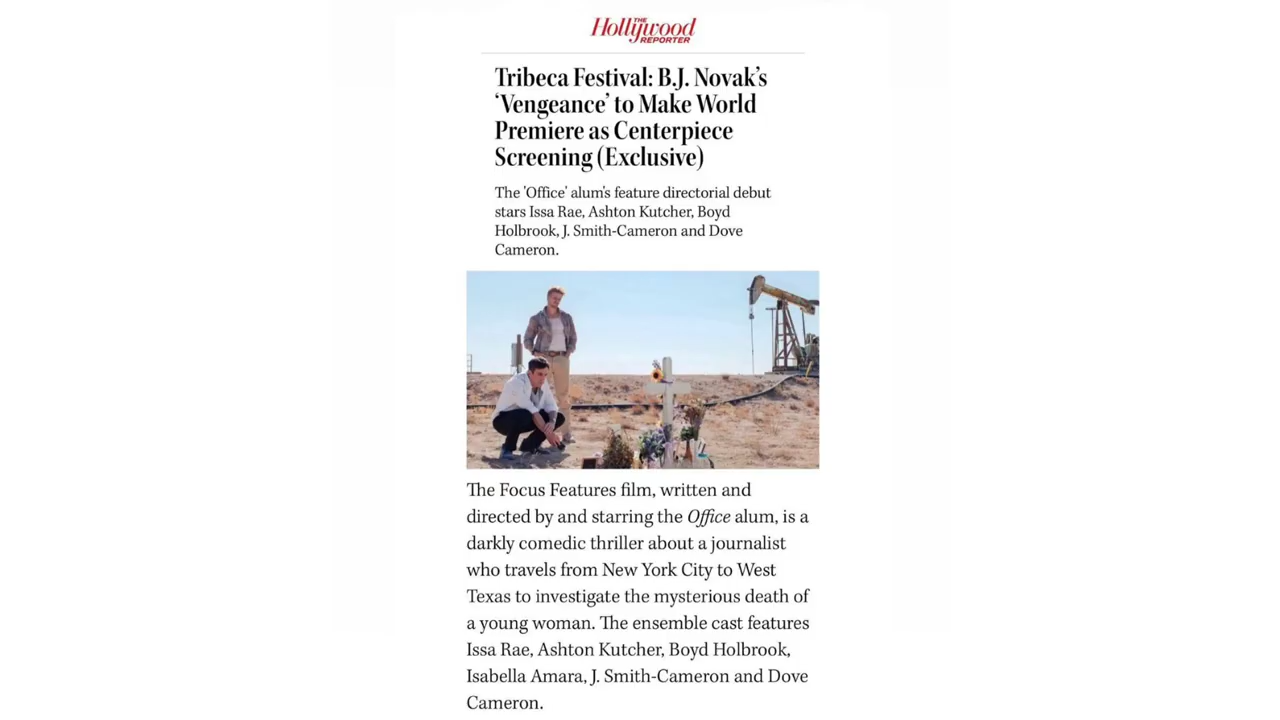 THE
Hollywood
REPORTER
Tribeca Festival: B.J. Novak’s
‘Vengeance’ to Make World
Premiere as Centerpiece
Screening (Exclusive)
The 'Office' alum's feature directorial debut
stars Issa Rae, Ashton Kutcher, Boyd
Holbrook, J. Smith-Cameron and Dove
Cameron.
The Focus Features film, written and
directed by and starring the Office alum, is a
darkly comedic thriller about a journalist
who travels from New York City to West
Texas to investigate the mysterious death of
a young woman. The ensemble cast features
Issa Rae, Ashton Kutcher, Boyd Holbrook,
Isabella Amara, J. Smith-Cameron and Dove
Cameron.